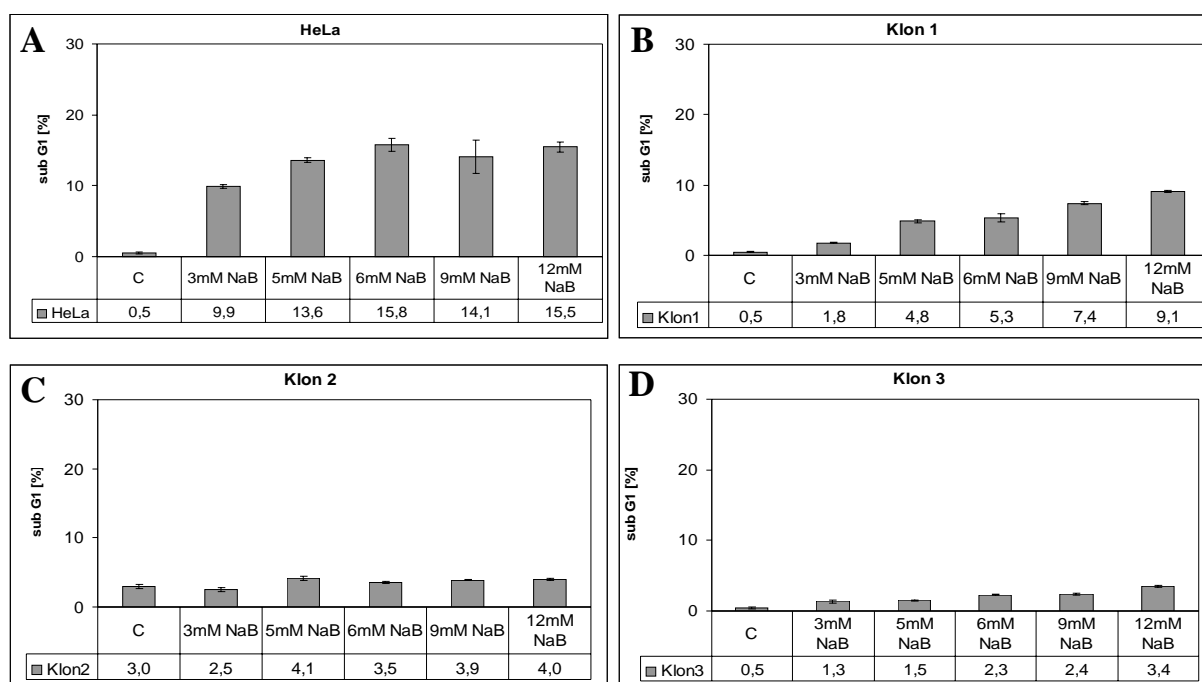 A
HeLa
sub G1 [%]
30
20
10
0
C 3mM NaB 5mM NaB 6mM NaB 9mM NaB 12mM NaB
HeLa 0,5 9,9 13,6 15,8 14,1 15,5
B
Klon 1
sub G1 [%]
30
20
10
0
C 3mM NaB 5mM NaB 6mM NaB 9mM NaB 12mM NaB
Klon1 0,5 1,8 4,8 5,3 7,4 9,1
C
Klon 2
sub G1 [%]
30
20
10
0
C 3mM NaB 5mM NaB 6mM NaB 9mM NaB 12mM NaB
Klon2 3,0 2,5 4,1 3,5 3,9 4,0
D
Klon 3
sub G1 [%]
30
20
10
0
C 3mM NaB 5mM NaB 6mM NaB 9mM NaB 12mM NaB
Klon3 0,5 1,3 1,5 2,3 2,4 3,4